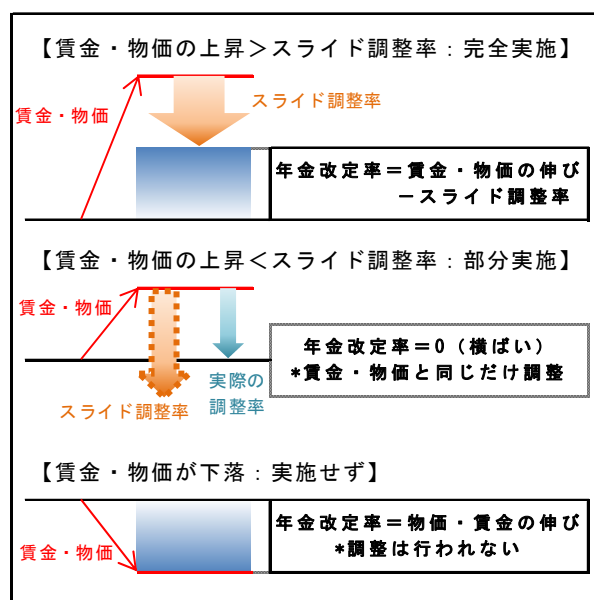 【賃金・物価の上昇＞スライド調整率：完全実施】
賃金・物価
スライド調整率
年金改定率＝賃金・物価の伸び
－スライド調整率
【賃金・物価の上昇＜スライド調整率：部分実施】
賃金・物価
年金改定率＝0（横ばい）
*賃金・物価と同じだけ調整
スライド調整率
実際の
調整率
【賃金・物価が下落：実施せず】
賃金・物価
年金改定率＝物価・賃金の伸び
*調整は行われない